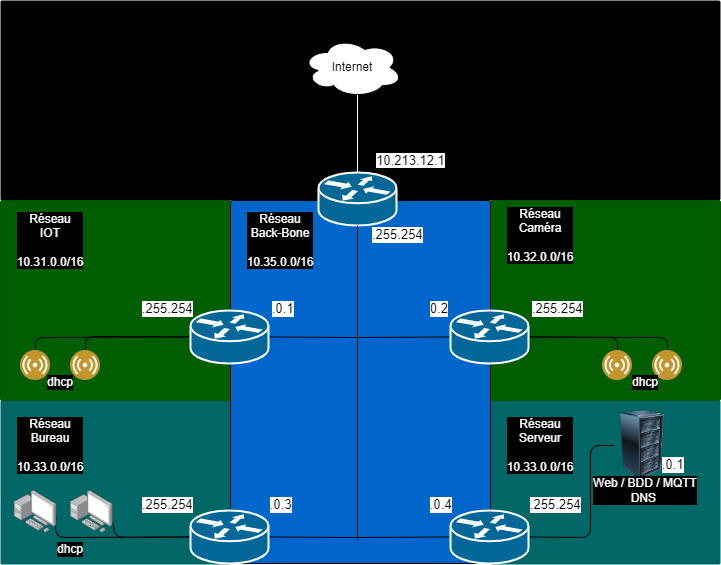 Internet
10.213.12.1
Réseau
IOT
10.31.0.0/16
Réseau
Back-Bone
10.35.0.0/16
.255.254
Réseau
Caméra
10.32.0.0/16
.255.254
.0.1
0.2
.255.254
dhcp
dhcp
Réseau
Bureau
10.33.0.0/16
Réseau
Serveur
10.33.0.0/16
.0.1
Web / BDD / MQTT
DNS
.255.254
.0.3
.0.4
.255.254
dhcp